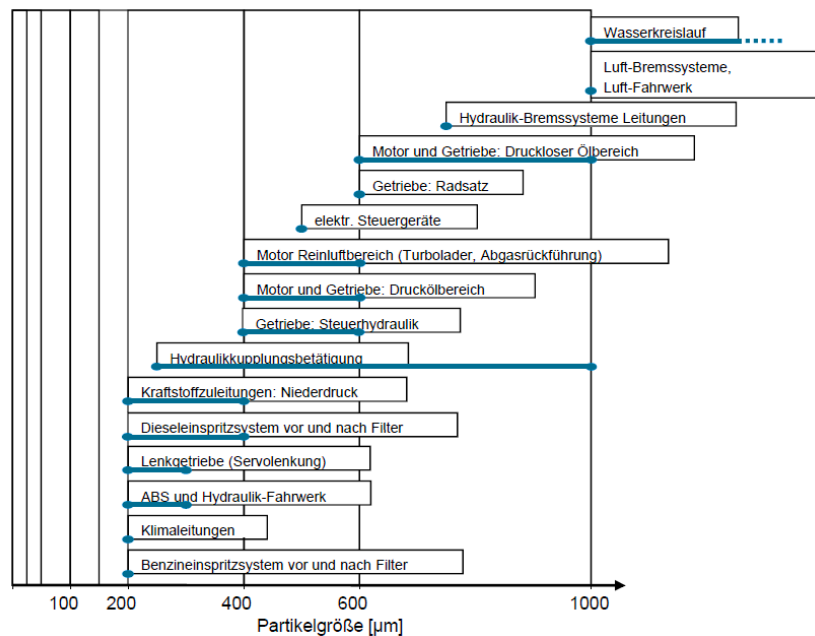 Wasserkreislauf
Luft-Bremssysteme,
Luft-Fahrwerk
Hydraulik-Bremssysteme Leitungen
Motor und Getriebe: Druckloser Ölbereich
Getriebe: Radsatz
elektr. Steuergeräte
Motor Reinluftbereich (Turbolader, Abgasrückführung)
Motor und Getriebe: Druckölbereich
Getriebe: Steuerhydraulik
Hydraulikkupplungsbetätigung
Kraftstoffzuleitungen: Niederdruck
Dieseleinspritzsystem vor und nach Filter
Lenkgetriebe (Servolenkung)
ABS und Hydraulik-Fahrwerk
Klimaleitungen
Benzineinspritzsystem vor und nach Filter
100 200 400 600 1000
Partikelgröße [µm]